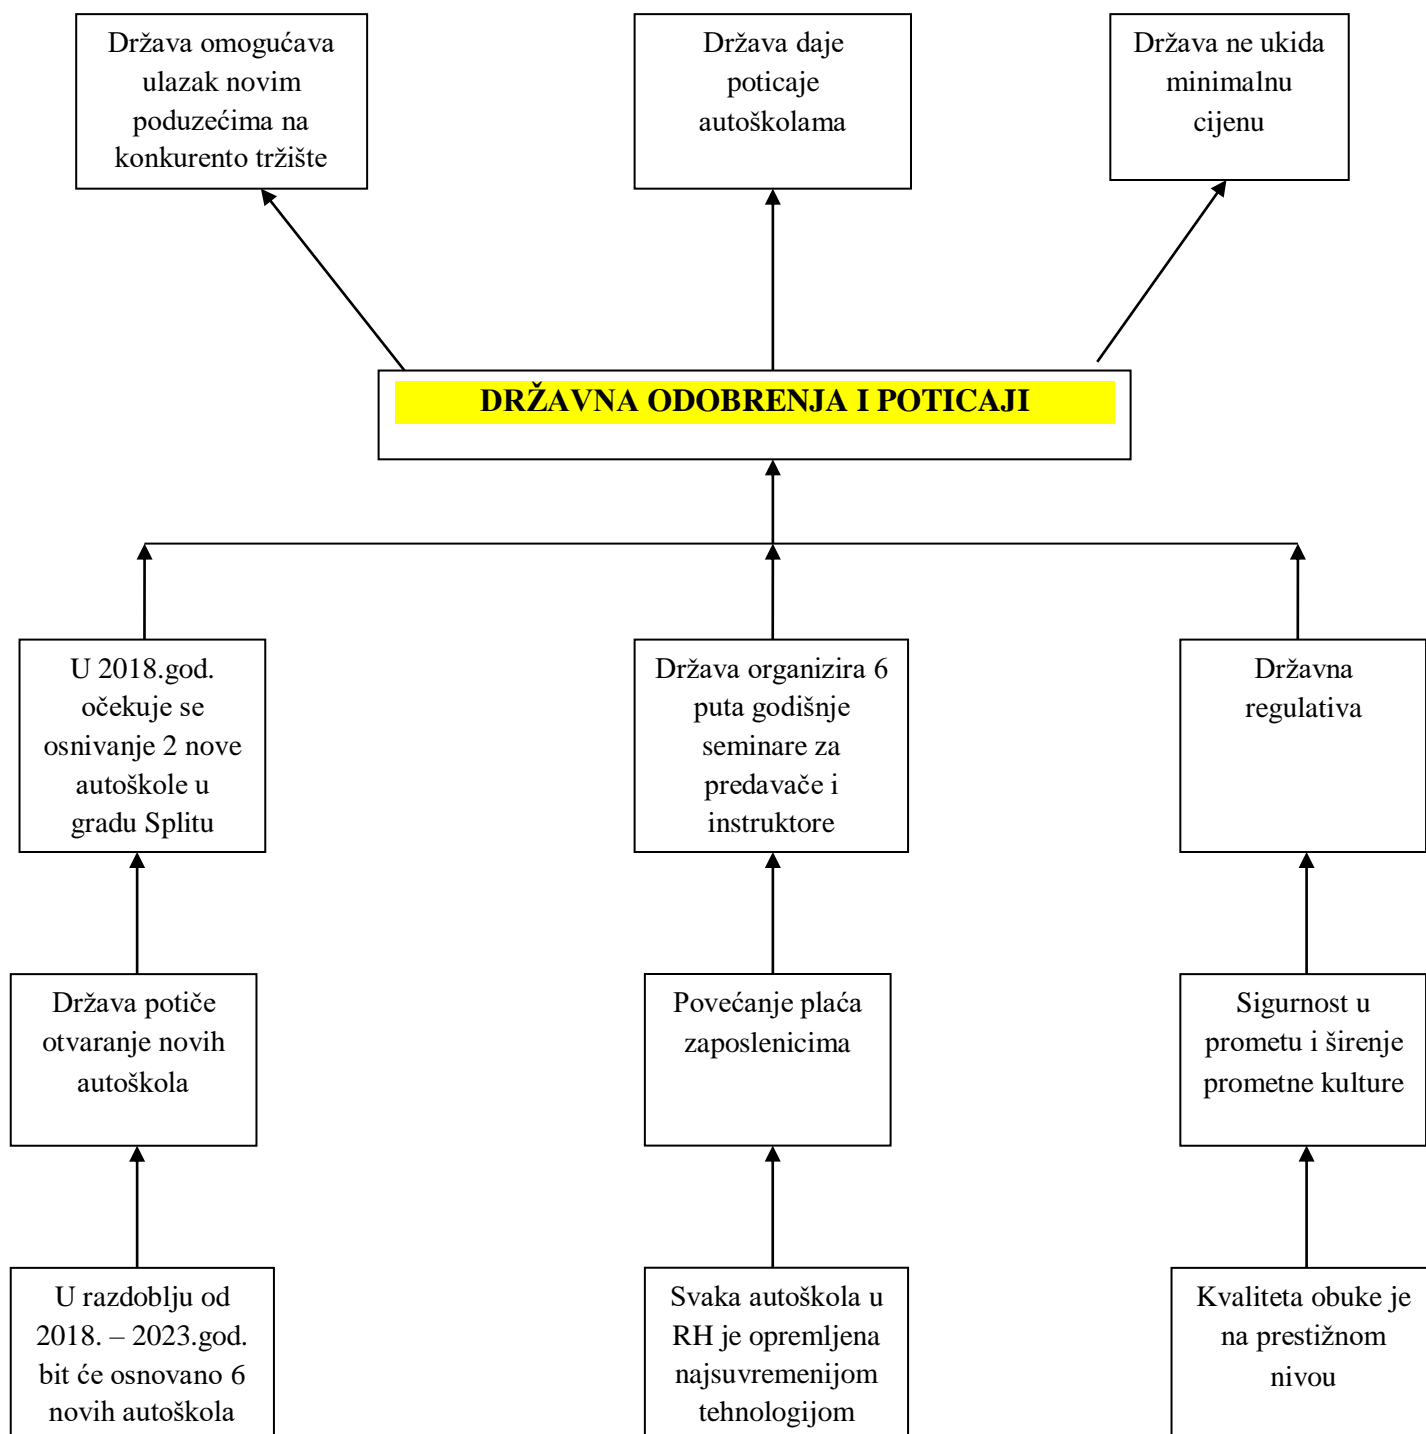 Država omogućava
ulazak novim
poduzećima na
konkurento tržište
Država daje
poticaje
autoškolama
Država ne ukida
minimalnu
cijenu
DRŽAVNA ODOBRENJA I POTICAJI
U 2018.god.
očekuje se
osnivanje 2 nove
autoškole u
gradu Splitu
Država organizira 6
puta godišnje
seminare za
predavače i
instruktore
Državna
regulativa
Država potiče
otvaranje novih
autoškola
Povećanje plaća
zaposlenicima
Sigurnost u
prometu i širenje
prometne kulture
U razdoblju od
2018. – 2023.god.
bit će osnovano 6
novih autoškola
Svaka autoškola u
RH je opremljena
najsuvremenijom
tehnologijom
Kvaliteta obuke je
na prestižnom
nivou